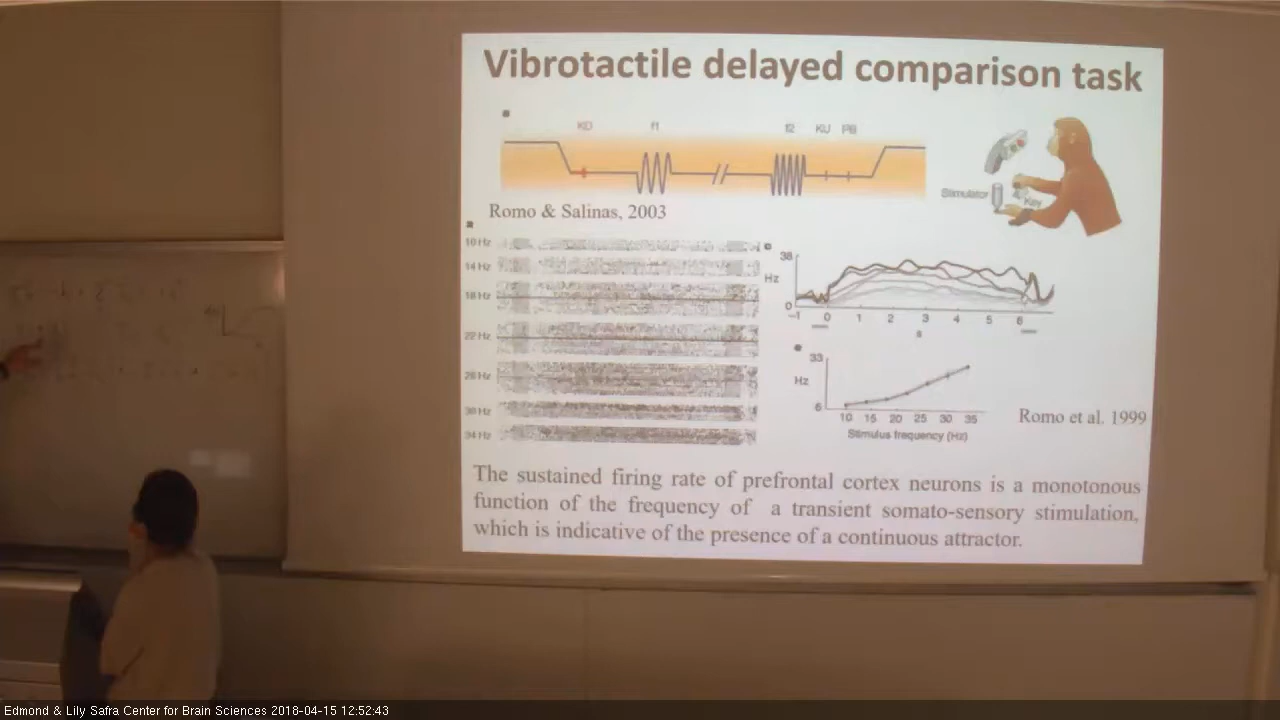 Vibrotactile delayed comparison task
KD f1 f2 KU PB
Stimulator
Key
Romo & Salinas, 2003
10 Hz
14 Hz
18 Hz
22 Hz
26 Hz
30 Hz
34 Hz
38
Hz
0
-1 0 1 2 3 4 5 6
s
33
Hz
6
10 15 20 25 30 35
Stimulus frequency (Hz)
Romo et al. 1999
The sustained firing rate of prefrontal cortex neurons is a monotonous
function of the frequency of a transient somato-sensory stimulation,
which is indicative of the presence of a continuous attractor.
Edmond & Lily Safra Center for Brain Sciences 2018-04-15 12:52:43